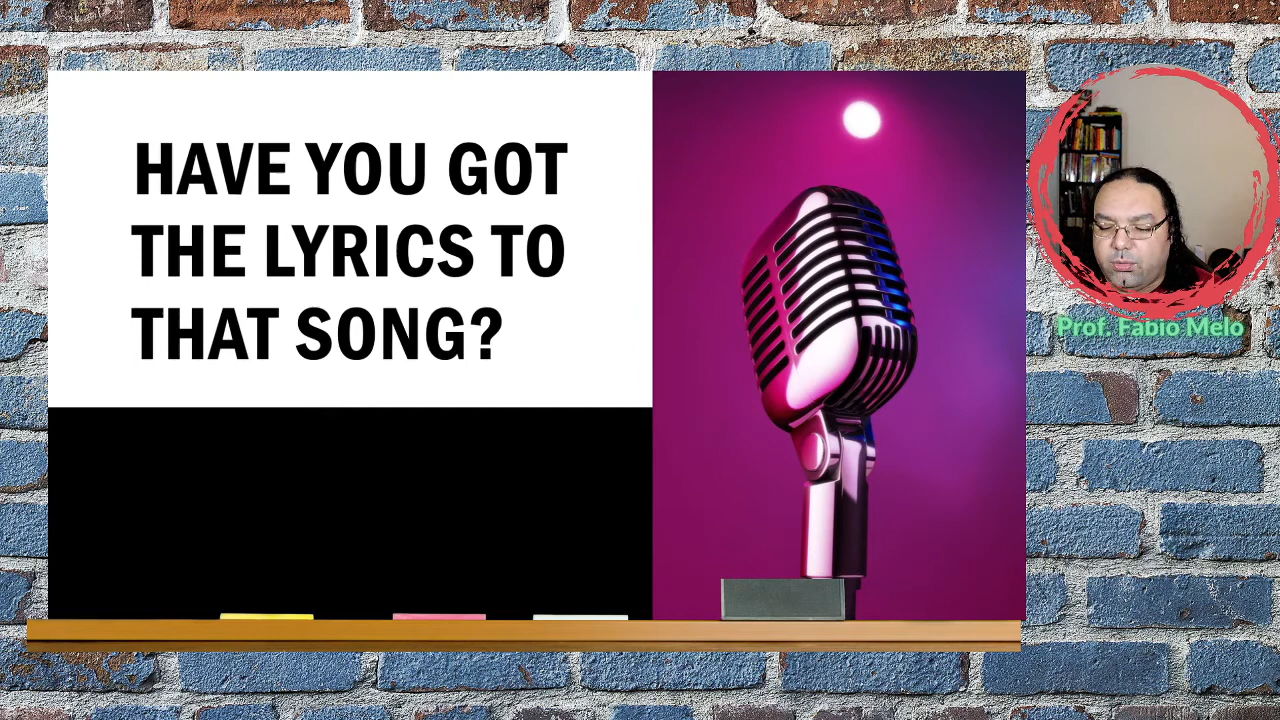 HAVE YOU GOT
THE LYRICS TO
THAT SONG?
Prof. Fabio Melo